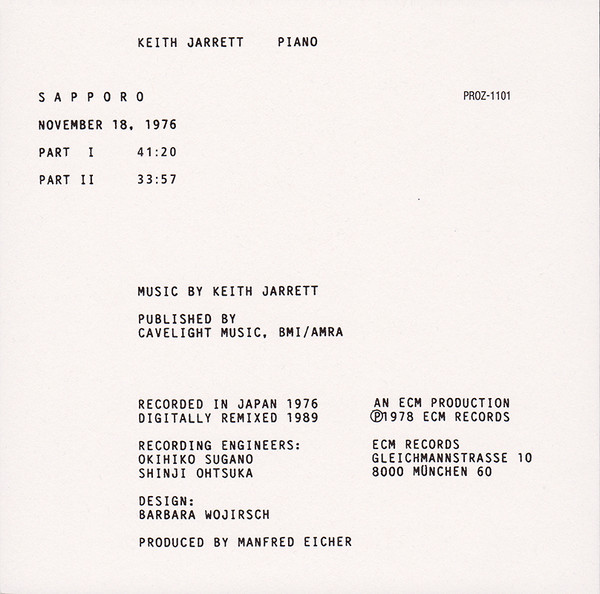 KEITH JARRETT PIANO
SAPPORO
PROZ-1101
NOVEMBER 18, 1976
PART I 41:20
PART II 33:57
MUSIC BY KEITH JARRETT
PUBLISHED BY
CAVELIGHT MUSIC, BMI/AMRA
RECORDED IN JAPAN 1976
DIGITALLY REMIXED 1989
AN ECM PRODUCTION
℗1978 ECM RECORDS
RECORDING ENGINEERS:
OKIHIKO SUGANO
SHINJI OHTSUKA
ECM RECORDS
GLEICHMANNSTRASSE 10
8000 MÜNCHEN 60
DESIGN:
BARBARA WOJIRSCH
PRODUCED BY MANFRED EICHER